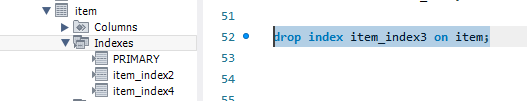 item
Columns
Indexes
PRIMARY
item_index2
item_index4
51
52 drop index item_index3 on item;
53
54
55